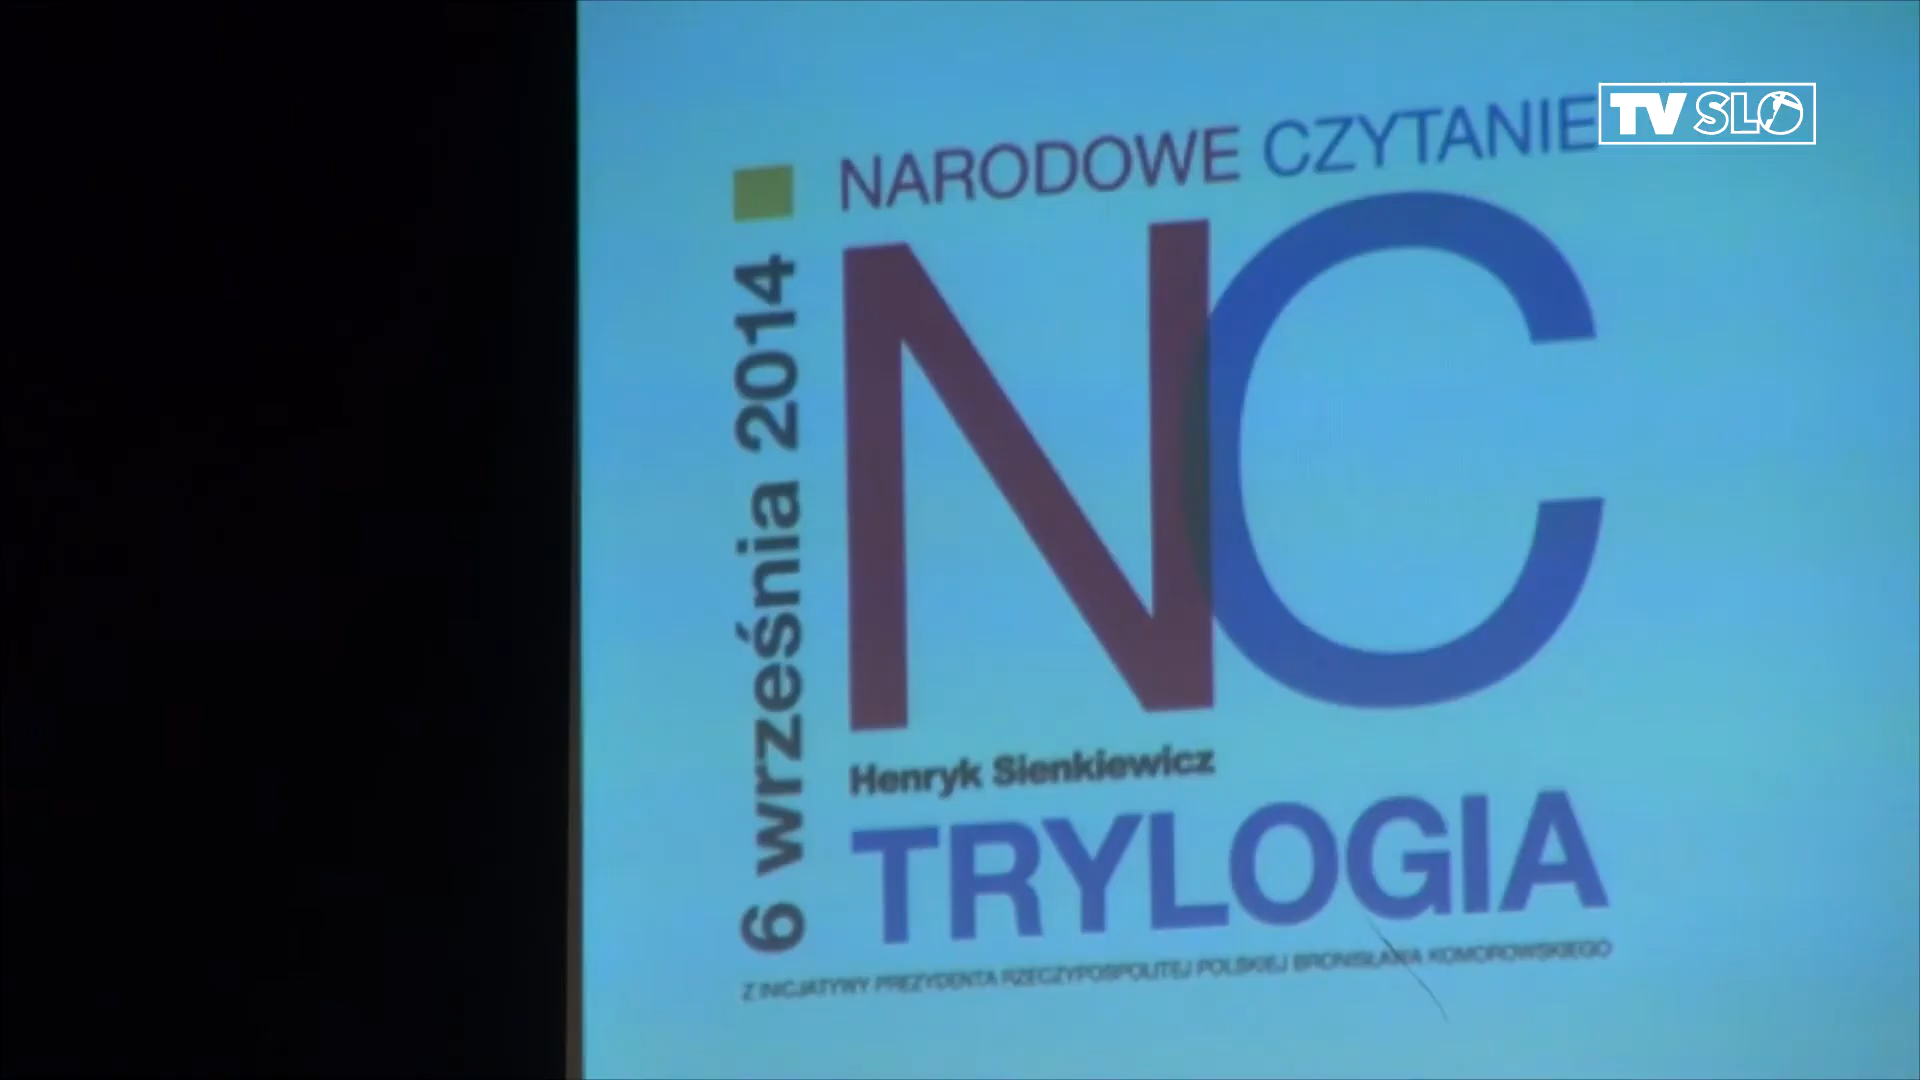 TV SLO
NARODOWE CZYTANIE
6 września 2014
NC
Henryk Sienkiewicz
TRYLOGIA
Z INICJATYWY PREZYDENTA RZECZYPOSPOLITEJ POLSKIEJ BRONISŁAWA KOMOROWSKIEGO